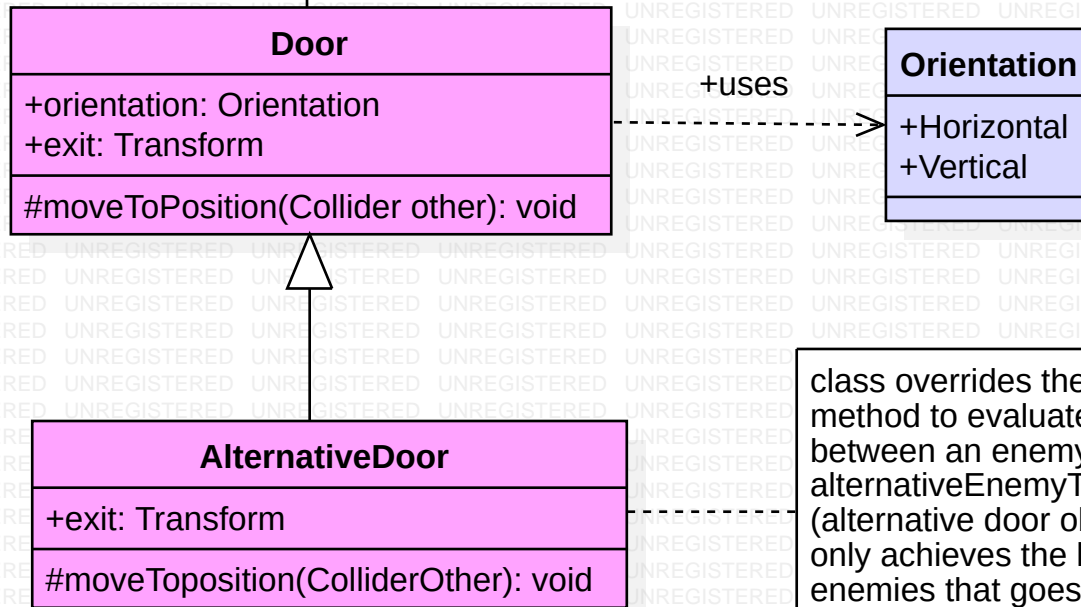 Door
+orientation: Orientation
+exit: Transform
#moveToPosition(Collider other): void
+uses
Orientation
+Horizontal
+Vertical
AlternativeDoor
+exit: Transform
#moveToposition(ColliderOther): void
class overrides the
method to evaluate
between an enemy
alternativeEnemyT
(alternative door
only achieves the
enemies that goes
UNREGISTERED